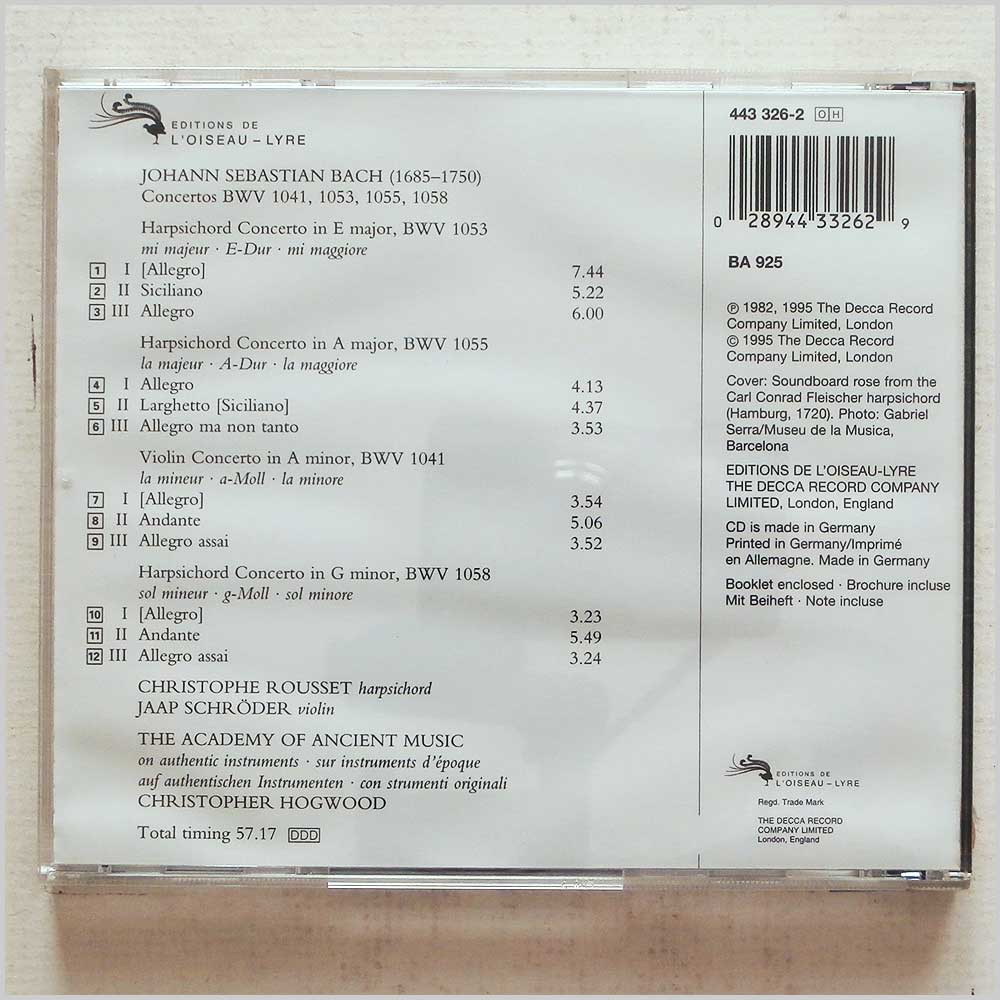 EDITIONS DE
L'OISEAU-LYRE
JOHANN SEBASTIAN BACH (1685–1750)
Concertos BWV 1041, 1053, 1055, 1058
Harpsichord Concerto in E major, BWV 1053
mi majeur · E-Dur · mi maggiore
1 I [Allegro] 7.44
2 II Siciliano 5.22
3 III Allegro 6.00
Harpsichord Concerto in A major, BWV 1055
la majeur · A-Dur · la maggiore
4 I Allegro 4.13
5 II Larghetto [Siciliano] 4.37
6 III Allegro ma non tanto 3.53
Violin Concerto in A minor, BWV 1041
la mineur · a-Moll · la minore
7 I [Allegro] 3.54
8 II Andante 5.06
9 III Allegro assai 3.52
Harpsichord Concerto in G minor, BWV 1058
sol mineur · g-Moll · sol minore
10 I [Allegro] 3.23
11 II Andante 5.49
12 III Allegro assai 3.24
CHRISTOPHE ROUSSET harpsichord
JAAP SCHRÖDER violin
THE ACADEMY OF ANCIENT MUSIC
on authentic instruments · sur instruments d'époque
auf authentischen Instrumenten · con strumenti originali
CHRISTOPHER HOGWOOD
Total timing 57.17 DDD
443 326-2 OH
0 28944 33262 9
BA 925
℗ 1982, 1995 The Decca Record
Company Limited, London
© 1995 The Decca Record
Company Limited, London
Cover: Soundboard rose from the
Carl Conrad Fleischer harpsichord
(Hamburg, 1720). Photo: Gabriel
Serra/Museu de la Musica,
Barcelona
EDITIONS DE L'OISEAU-LYRE
THE DECCA RECORD COMPANY
LIMITED, London, England
CD is made in Germany
Printed in Germany/Imprimé
en Allemagne. Made in Germany
Booklet enclosed · Brochure incluse
Mit Beiheft · Note incluse
EDITIONS DE
L'OISEAU-LYRE
Regd. Trade Mark
THE DECCA RECORD
COMPANY LIMITED
London, England